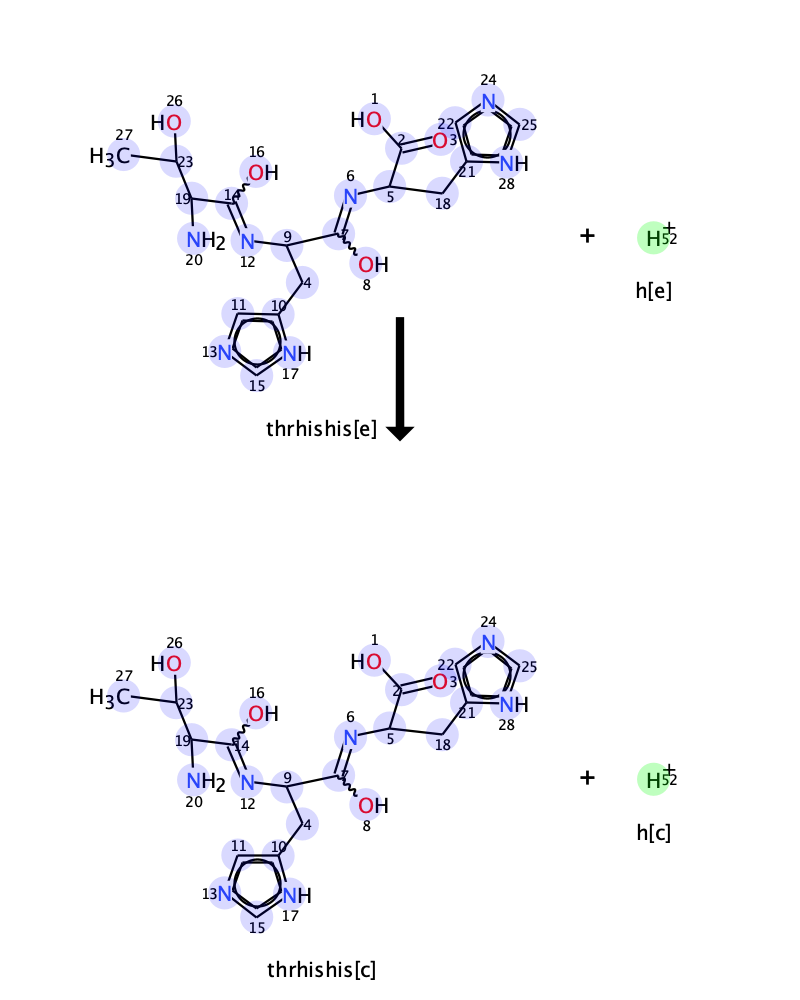 24
26
1
HO
N
27
HO
16
22
25
H₃C
2
O
3
23
14
OH
6
21
NH
19
N
5
28
18
NH₂
N
9
7
+
H⁺
52
20
12
OH
h[e]
4
8
11
10
13
N
NH
15
17
thrhishis[e]
24
26
1
HO
N
27
HO
16
22
25
H₃C
2
O
3
23
14
OH
6
21
NH
19
N
5
28
18
NH₂
N
9
7
+
H⁺
52
20
12
OH
h[c]
4
8
11
10
13
N
NH
15
17
thrhishis[c]